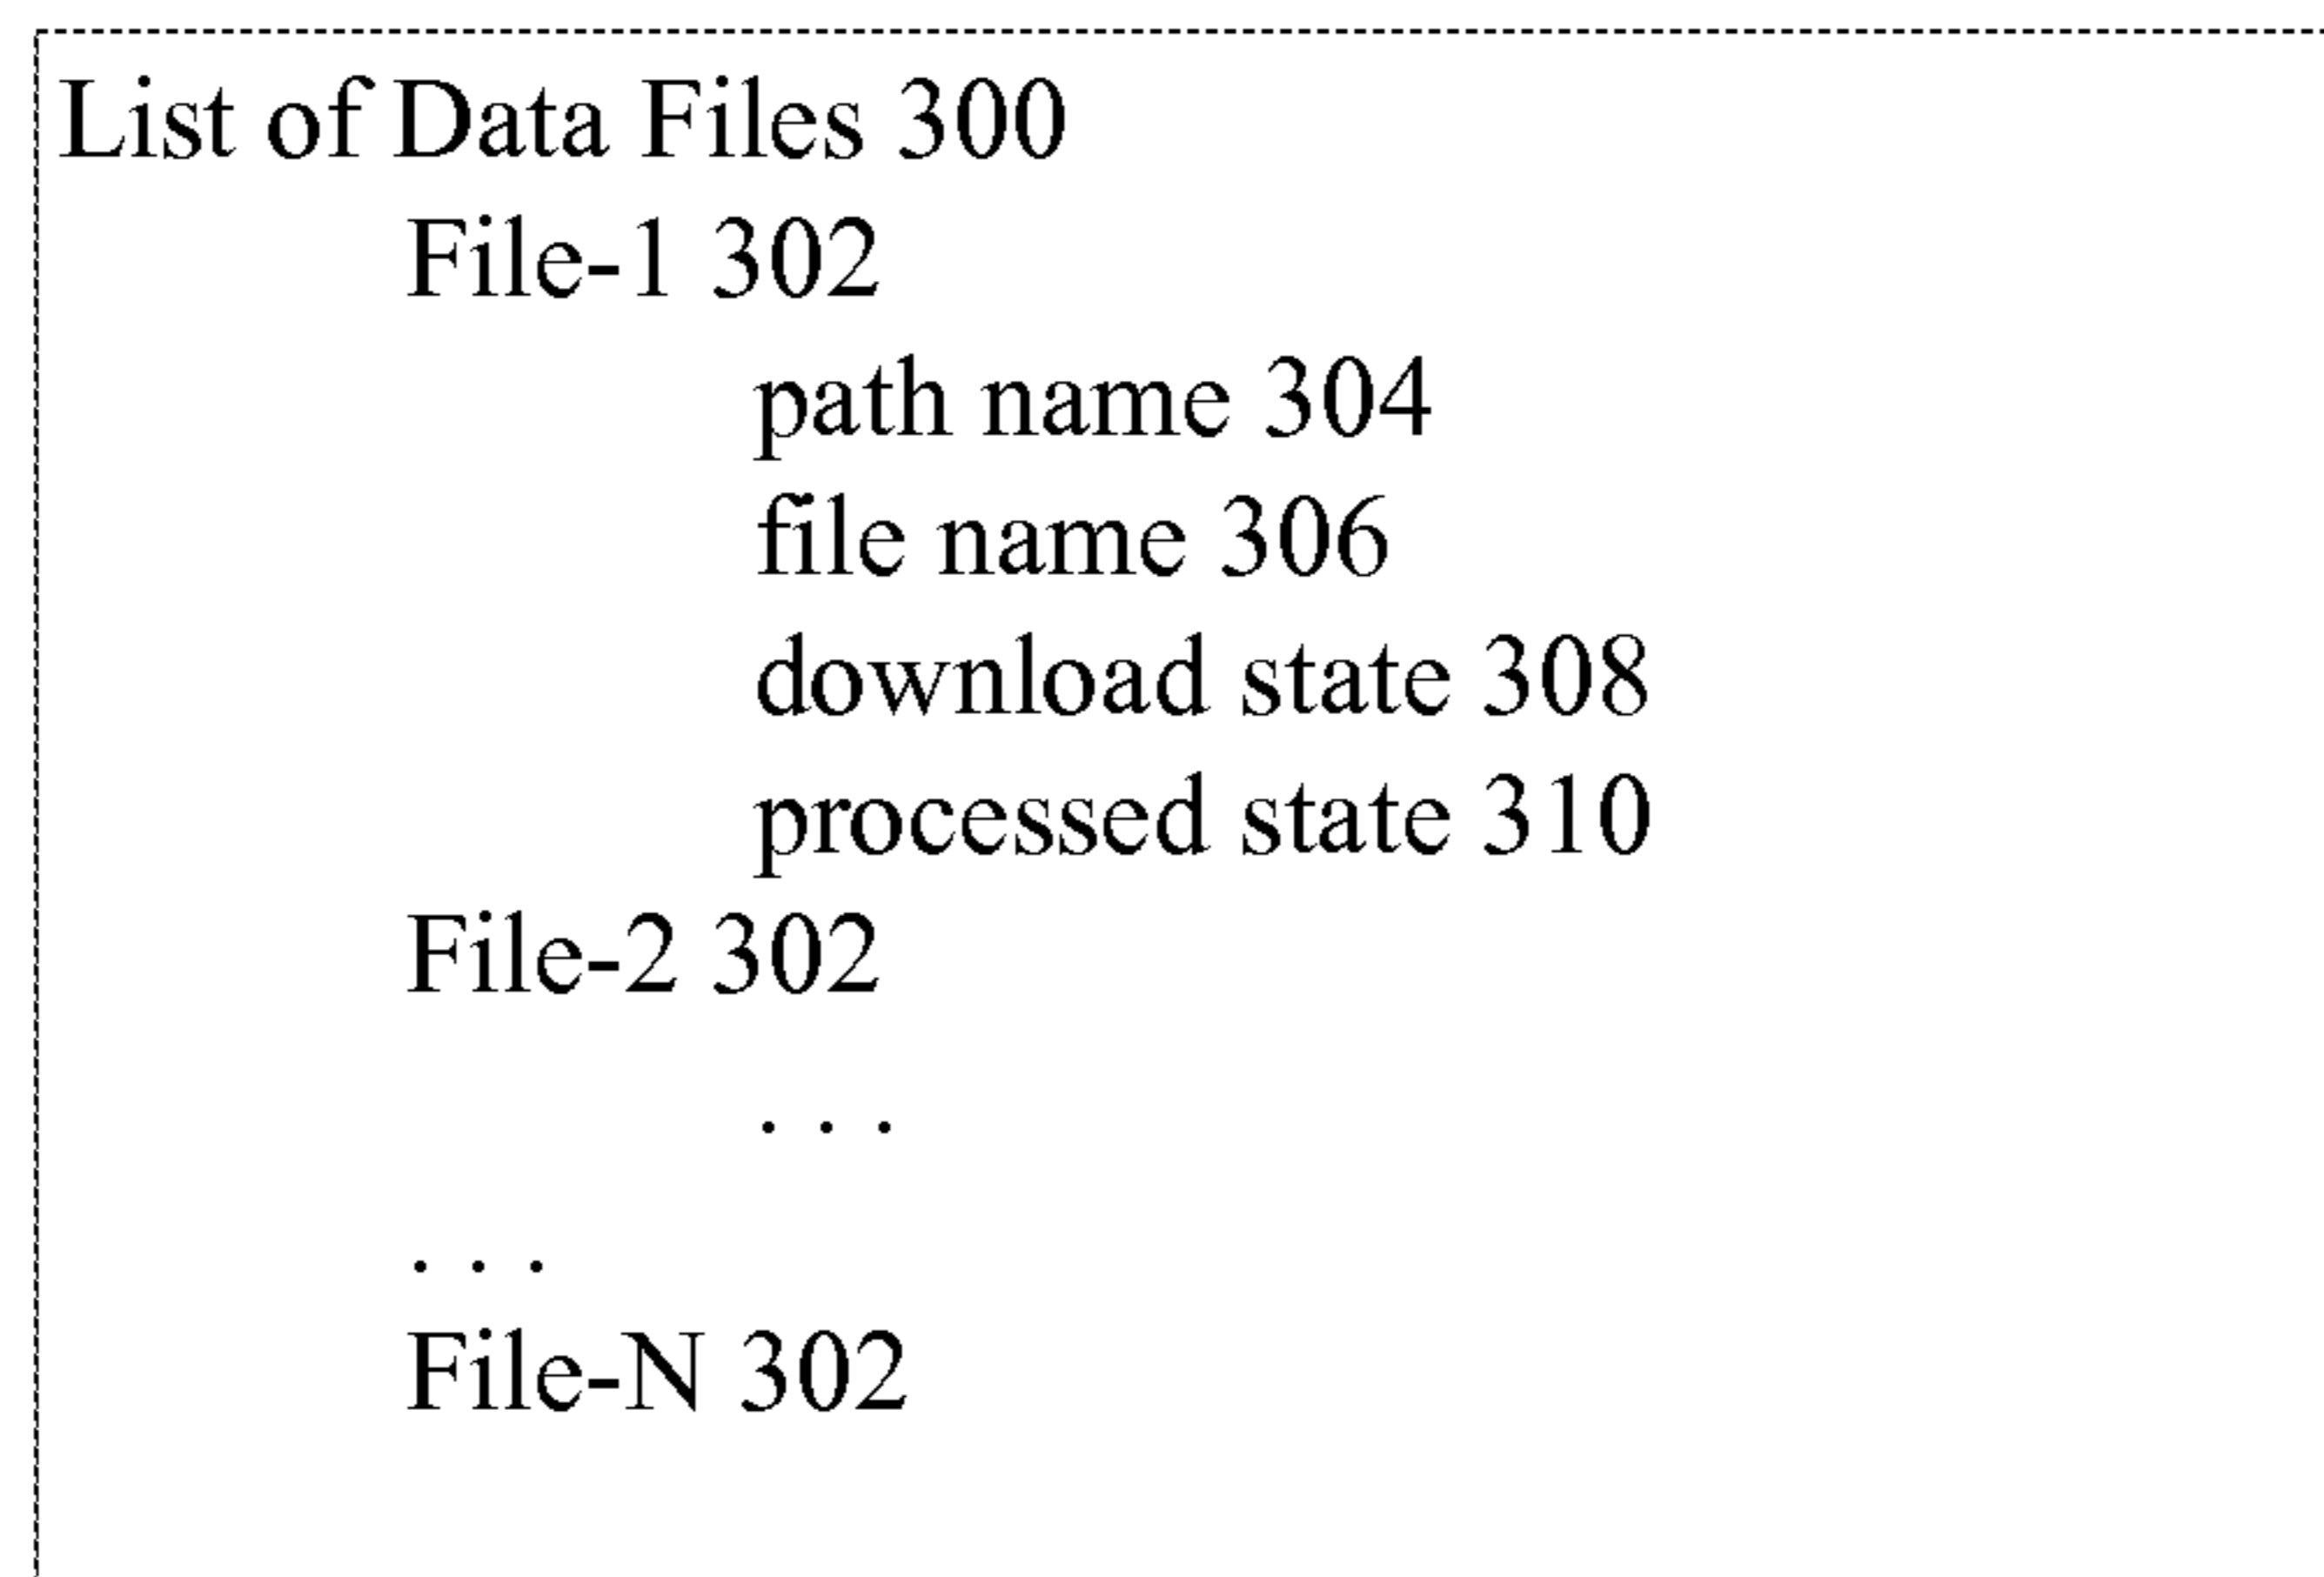 List of Data Files 300
File-1 302
path name 304
file name 306
download state 308
processed state 310
File-2 302
. . .
. . .
File-N 302